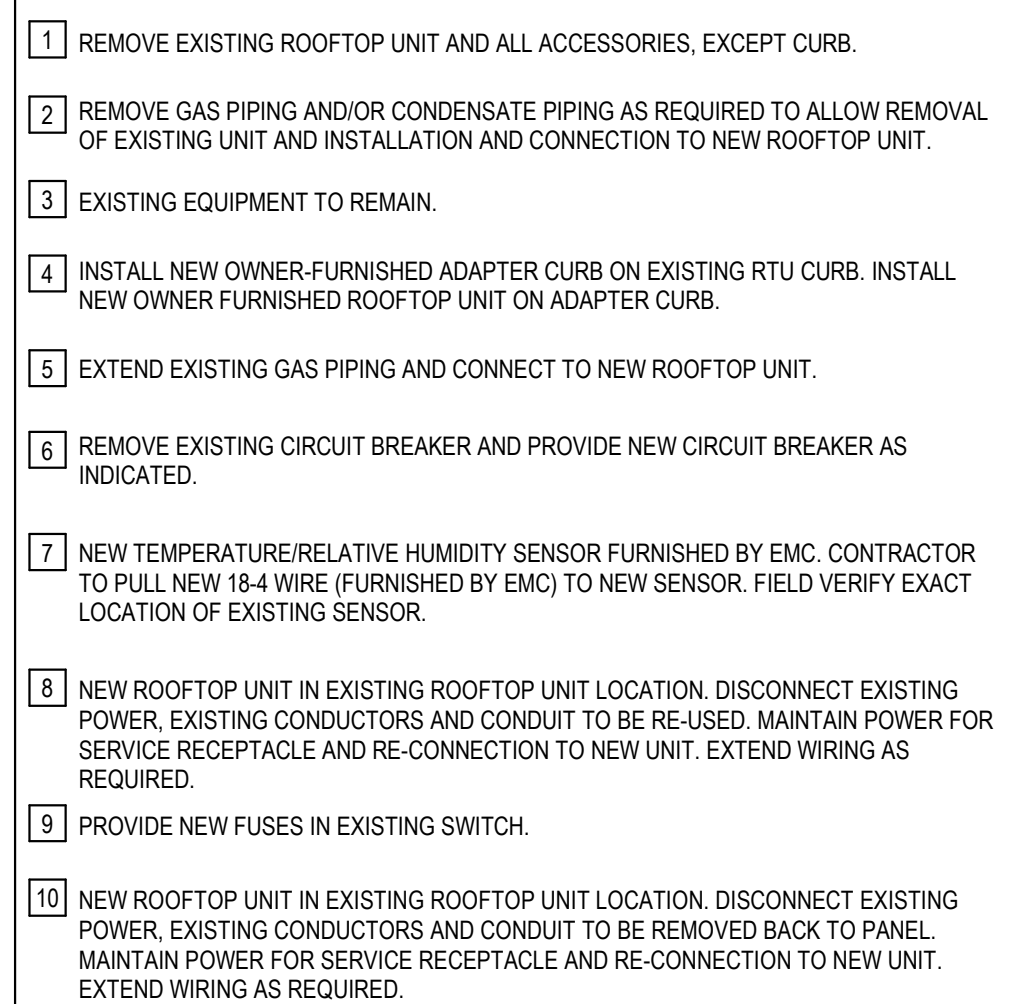 1 REMOVE EXISTING ROOFTOP UNIT AND ALL ACCESSORIES, EXCEPT CURB.
2 REMOVE GAS PIPING AND/OR CONDENSATE PIPING AS REQUIRED TO ALLOW REMOVAL
OF EXISTING UNIT AND INSTALLATION AND CONNECTION TO NEW ROOFTOP UNIT.
3 EXISTING EQUIPMENT TO REMAIN.
4 INSTALL NEW OWNER-FURNISHED ADAPTER CURB ON EXISTING RTU CURB. INSTALL
NEW OWNER FURNISHED ROOFTOP UNIT ON ADAPTER CURB.
5 EXTEND EXISTING GAS PIPING AND CONNECT TO NEW ROOFTOP UNIT.
6 REMOVE EXISTING CIRCUIT BREAKER AND PROVIDE NEW CIRCUIT BREAKER AS
INDICATED.
7 NEW TEMPERATURE/RELATIVE HUMIDITY SENSOR FURNISHED BY EMC. CONTRACTOR
TO PULL NEW 18-4 WIRE (FURNISHED BY EMC) TO NEW SENSOR. FIELD VERIFY EXACT
LOCATION OF EXISTING SENSOR.
8 NEW ROOFTOP UNIT IN EXISTING ROOFTOP UNIT LOCATION. DISCONNECT EXISTING
POWER, EXISTING CONDUCTORS AND CONDUIT TO BE RE-USED. MAINTAIN POWER FOR
SERVICE RECEPTACLE AND RE-CONNECTION TO NEW UNIT. EXTEND WIRING AS
REQUIRED.
9 PROVIDE NEW FUSES IN EXISTING SWITCH.
10 NEW ROOFTOP UNIT IN EXISTING ROOFTOP UNIT LOCATION. DISCONNECT EXISTING
POWER, EXISTING CONDUCTORS AND CONDUIT TO BE REMOVED BACK TO PANEL.
MAINTAIN POWER FOR SERVICE RECEPTACLE AND RE-CONNECTION TO NEW UNIT.
EXTEND WIRING AS REQUIRED.